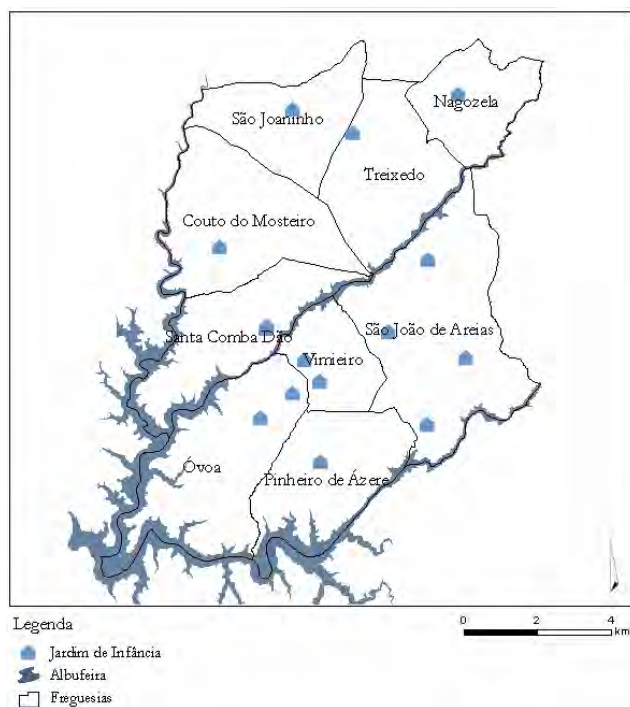 Nagozela
São Joaninho
Treixedo
Couto do Mosteiro
São João de Areias
Santa Comba Dão
Vimieiro
Óvoa
Pinheiro de Ázere
Legenda
0 2 4
km
Jardim de Infância
Albufeira
Freguesias